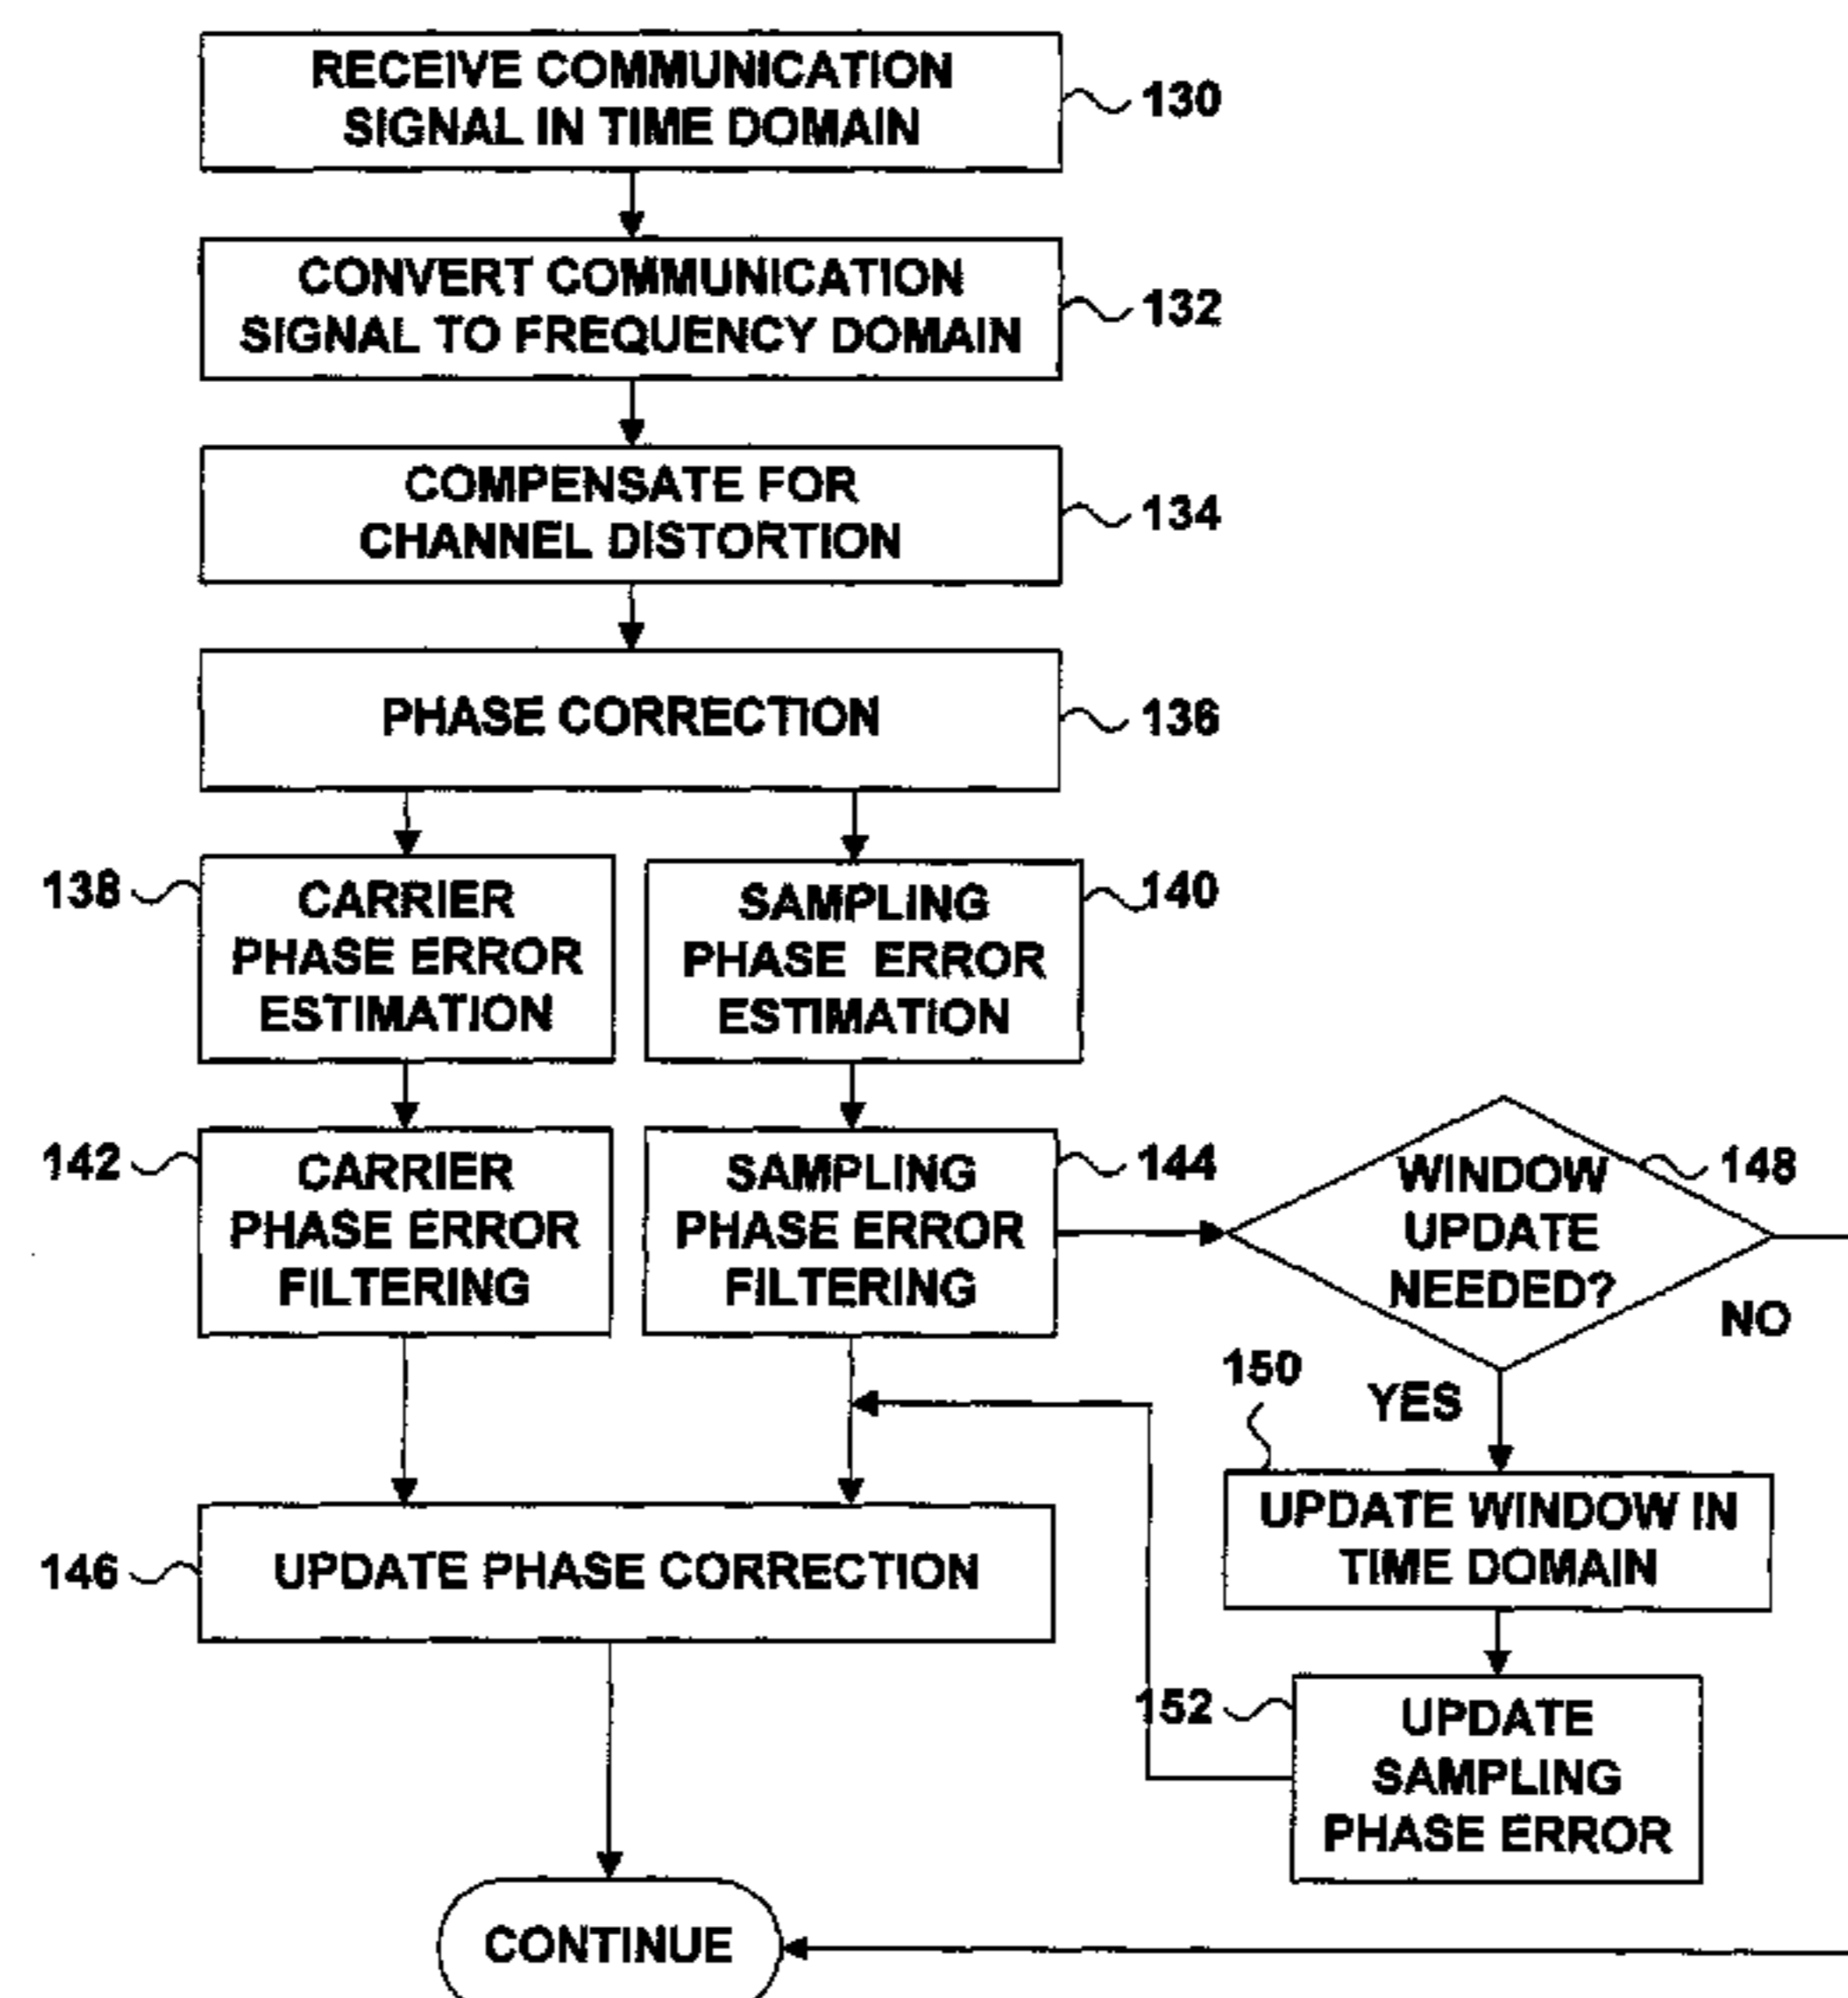 RECEIVE COMMUNICATION
SIGNAL IN TIME DOMAIN
130
CONVERT COMMUNICATION
SIGNAL TO FREQUENCY DOMAIN
132
COMPENSATE FOR
CHANNEL DISTORTION
134
PHASE CORRECTION
136
138
CARRIER
PHASE ERROR
ESTIMATION
SAMPLING
PHASE ERROR
ESTIMATION
140
142
CARRIER
PHASE ERROR
FILTERING
SAMPLING
PHASE ERROR
FILTERING
144
WINDOW
UPDATE
NEEDED?
148
NO
YES
150
UPDATE WINDOW IN
TIME DOMAIN
146
UPDATE PHASE CORRECTION
152
UPDATE
SAMPLING
PHASE ERROR
CONTINUE